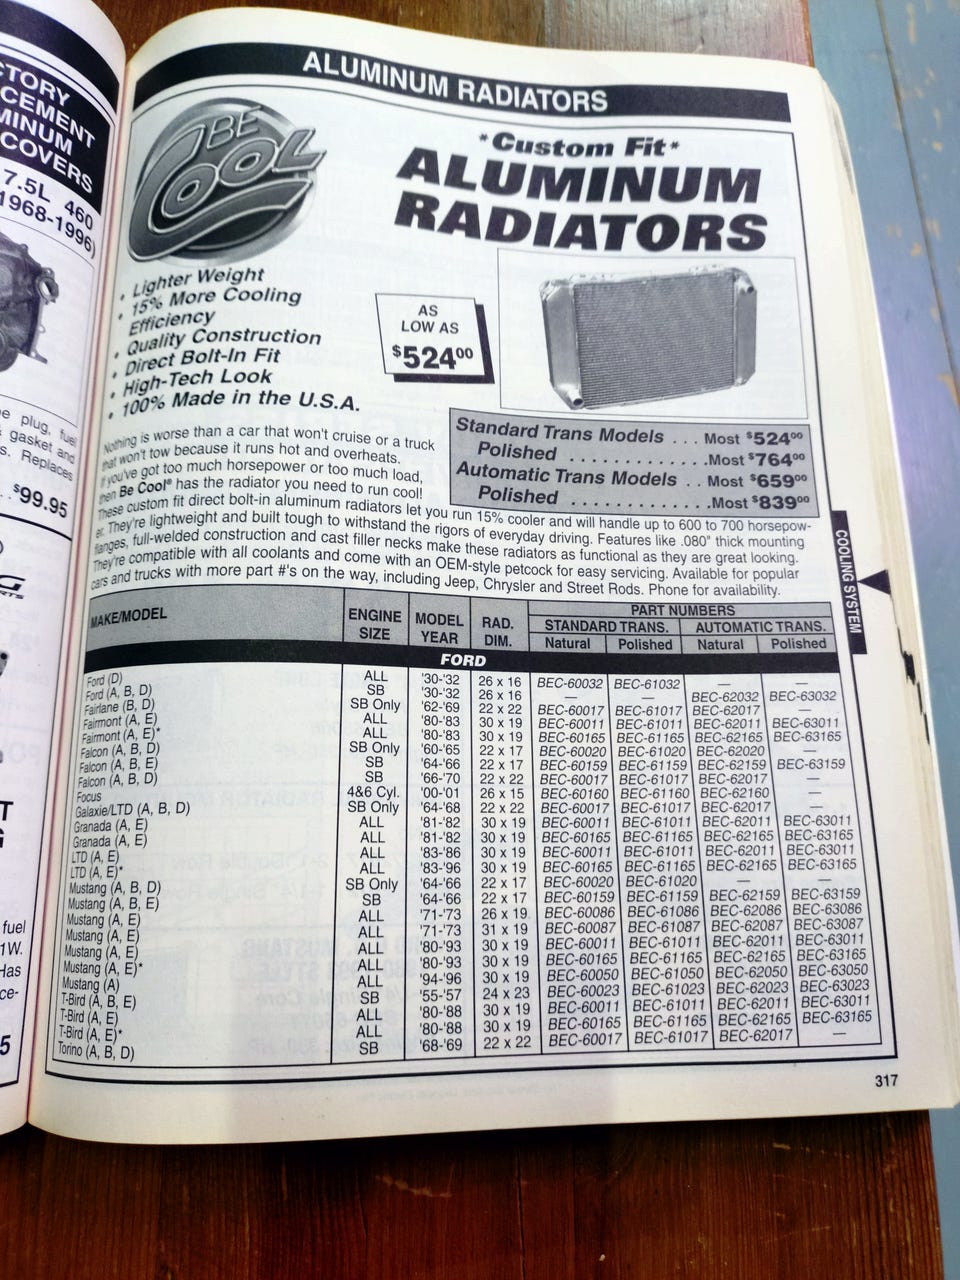 CTORY
CEMENT
MINUM
COVERS
7.5L 460
1968-1996)
e plug, fuel
gasket and
s. Replaces
$99.95
G
RTS
T
fuel
1W.
Has
ce-
5
ALUMINUM RADIATORS
BE COOL
*Custom Fit*
ALUMINUM
RADIATORS
• Lighter Weight
• 15% More Cooling
Efficiency
• Quality Construction
• Direct Bolt-In Fit
• High-Tech Look
• 100% Made in the U.S.A.
AS
LOW AS
$524⁰⁰
Standard Trans Models . . . Most $524⁰⁰
Polished . . . . . . . . . . . . .Most $764⁰⁰
Automatic Trans Models . . Most $659⁰⁰
Polished . . . . . . . . . . . . .Most $839⁰⁰
Nothing is worse than a car that won't cruise or a truck
that won't tow because it runs hot and overheats.
If you've got too much horsepower or too much load,
then Be Cool® has the radiator you need to run cool!
These custom fit direct bolt-in aluminum radiators let you run 15% cooler and will handle up to 600 to 700 horsepow-
er. They're lightweight and built tough to withstand the rigors of everyday driving. Features like .080" thick mounting
flanges, full-welded construction and cast filler necks make these radiators as functional as they are great looking.
They're compatible with all coolants and come with an OEM-style petcock for easy servicing. Available for popular
cars and trucks with more part #'s on the way, including Jeep, Chrysler and Street Rods. Phone for availability.
COOLING SYSTEM
MAKE/MODEL ENGINE SIZE MODEL YEAR RAD. DIM. PART NUMBERS
STANDARD TRANS. AUTOMATIC TRANS.
Natural Polished Natural Polished
FORD
Ford (D) ALL '30-'32 26 x 16 BEC-60032 BEC-61032 — —
Ford (A, B, D) SB '30-'32 26 x 16 — — BEC-62032 BEC-63032
Fairlane (B, D) SB Only '62-'69 22 x 22 BEC-60017 BEC-61017 BEC-62017 —
Fairmont (A, E) ALL '80-'83 30 x 19 BEC-60011 BEC-61011 BEC-62011 BEC-63011
Fairmont (A, E)* ALL '80-'83 30 x 19 BEC-60165 BEC-61165 BEC-62165 BEC-63165
Falcon (A, B, D) SB Only '60-'65 22 x 17 BEC-60020 BEC-61020 BEC-62020 —
Falcon (A, B, E) SB '64-'66 22 x 17 BEC-60159 BEC-61159 BEC-62159 BEC-63159
Falcon (A, B, D) SB '66-'70 22 x 22 BEC-60017 BEC-61017 BEC-62017 —
Focus 4&6 Cyl. '00-'01 26 x 15 BEC-60160 BEC-61160 BEC-62160 —
Galaxie/LTD (A, B, D) SB Only '64-'68 22 x 22 BEC-60017 BEC-61017 BEC-62017 —
Granada (A, E) ALL '81-'82 30 x 19 BEC-60011 BEC-61011 BEC-62011 BEC-63011
Granada (A, E) ALL '81-'82 30 x 19 BEC-60165 BEC-61165 BEC-62165 BEC-63165
LTD (A, E) ALL '83-'86 30 x 19 BEC-60011 BEC-61011 BEC-62011 BEC-63011
LTD (A, E)* ALL '83-'96 30 x 19 BEC-60165 BEC-61165 BEC-62165 BEC-63165
Mustang (A, B, D) SB Only '64-'66 22 x 17 BEC-60020 BEC-61020 — —
Mustang (A, B, E) SB '64-'66 22 x 17 BEC-60159 BEC-61159 BEC-62159 BEC-63159
Mustang (A, E) ALL '71-'73 26 x 19 BEC-60086 BEC-61086 BEC-62086 BEC-63086
Mustang (A, E) ALL '71-'73 31 x 19 BEC-60087 BEC-61087 BEC-62087 BEC-63087
Mustang (A, E) ALL '80-'93 30 x 19 BEC-60011 BEC-61011 BEC-62011 BEC-63011
Mustang (A, E)* ALL '80-'93 30 x 19 BEC-60165 BEC-61165 BEC-62165 BEC-63165
Mustang (A) ALL '94-'96 30 x 19 BEC-60050 BEC-61050 BEC-62050 BEC-63050
T-Bird (A, B, E) SB '55-'57 24 x 23 BEC-60023 BEC-61023 BEC-62023 BEC-63023
T-Bird (A, E) ALL '80-'88 30 x 19 BEC-60011 BEC-61011 BEC-62011 BEC-63011
T-Bird (A, E)* ALL '80-'88 30 x 19 BEC-60165 BEC-61165 BEC-62165 BEC-63165
Torino (A, B, D) SB '68-'69 22 x 22 BEC-60017 BEC-61017 BEC-62017 —
317